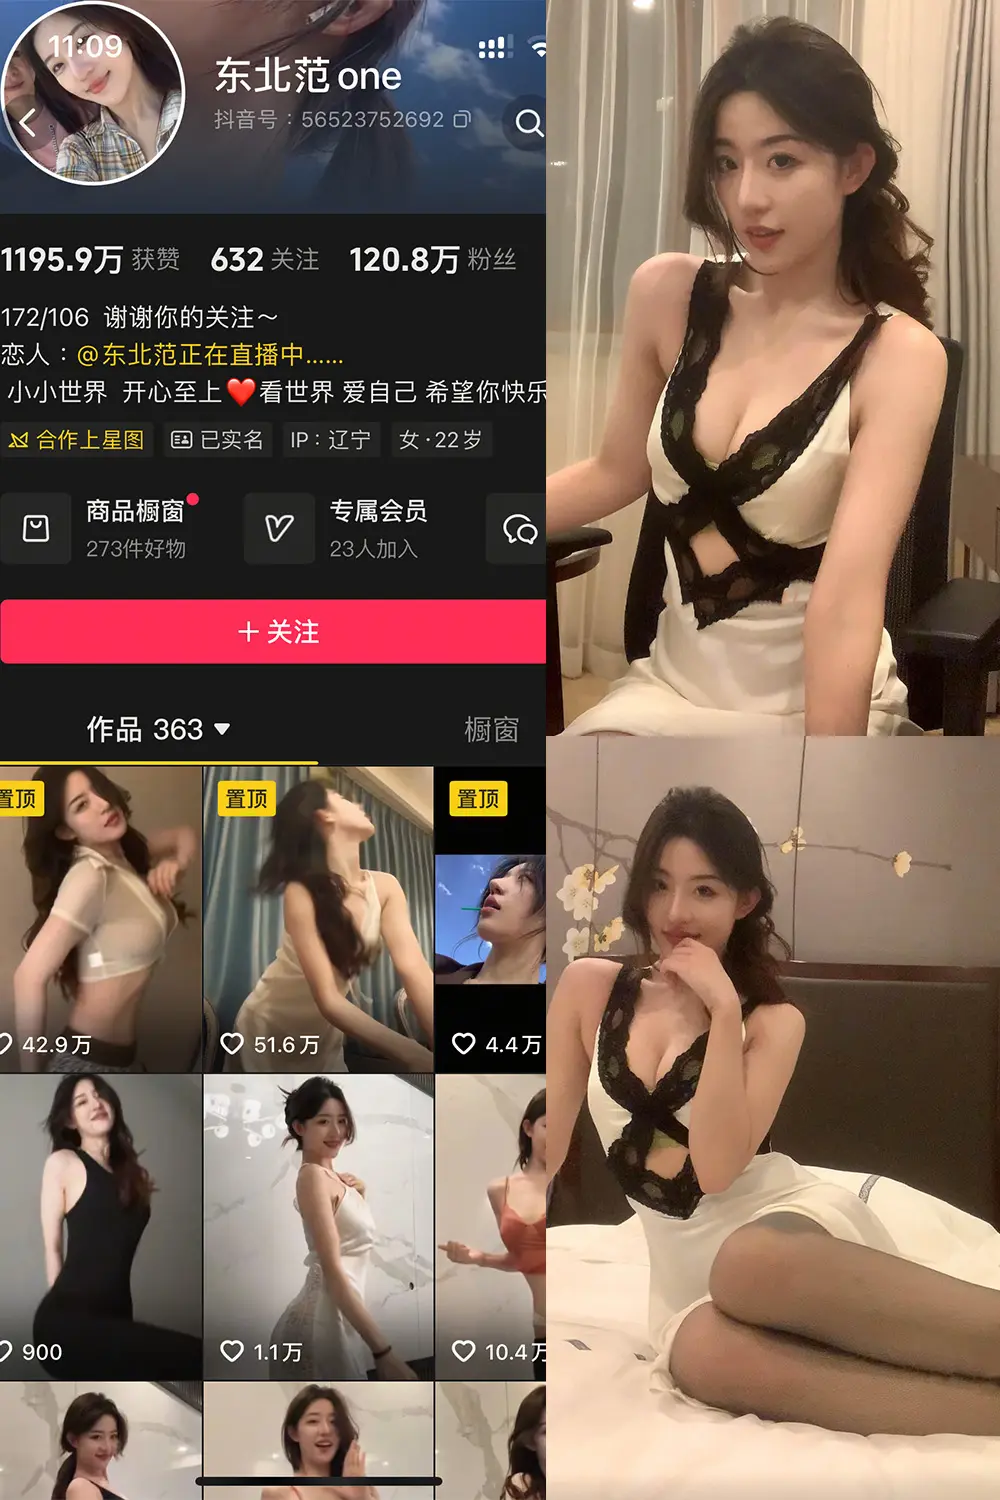 11:09
东北范one
抖音号：56523752692
1195.9万 获赞 632 关注 120.8万 粉丝
172/106 谢谢你的关注～
恋人：@东北范正在直播中……
小小世界 开心至上❤️看世界 爱自己 希望你快乐
合作上星图 已实名 IP：辽宁 女·22岁
商品橱窗 专属会员
273件好物 23人加入
＋关注
作品 363 橱窗
置顶 置顶 置顶
42.9万 51.6万 4.4万
900 1.1万 10.4万